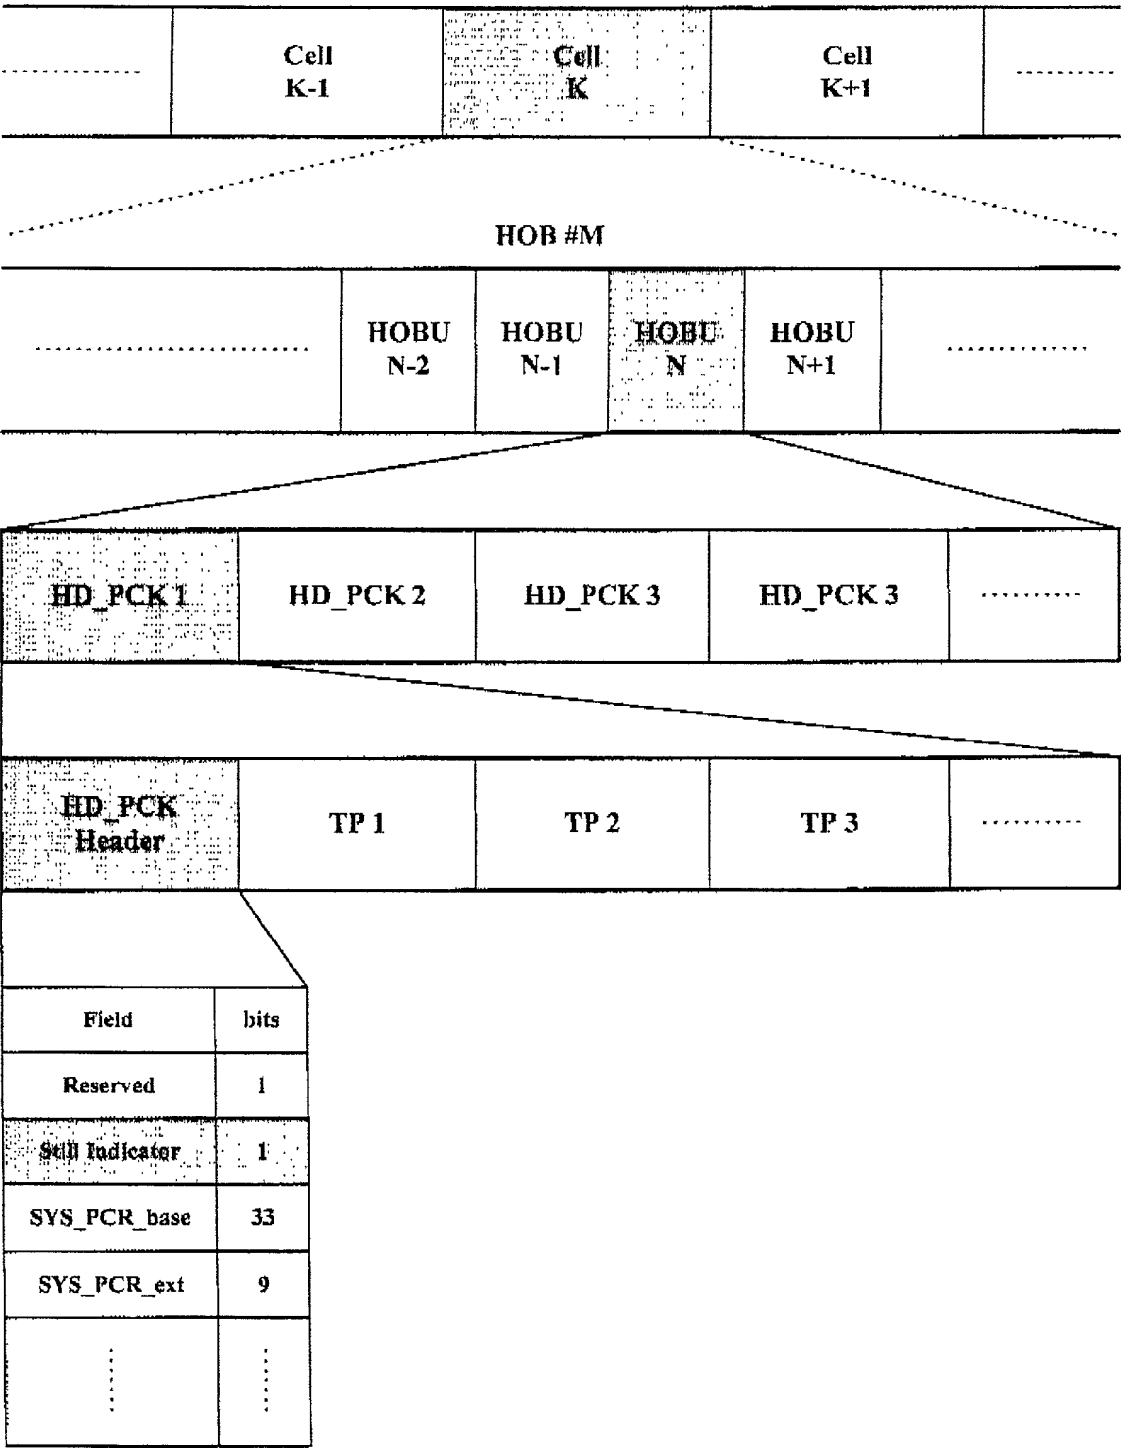 Cell
K-1
Cell
K
Cell
K+1
HOB #M
HOBU
N-2
HOBU
N-1
HOBU
N
HOBU
N+1
HD_PCK 1
HD_PCK 2
HD_PCK 3
HD_PCK 3
HD_PCK
Header
TP 1
TP 2
TP 3
Field bits
Reserved 1
Still Indicator 1
SYS_PCR_base 33
SYS_PCR_ext 9